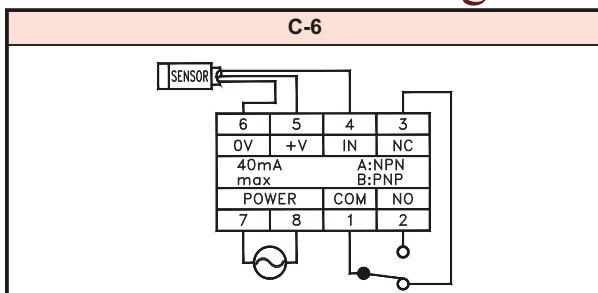 C-6
SENSOR
6 5 4 3
0V +V IN NC
40mA A:NPN
max B:PNP
POWER COM NO
7 8 1 2